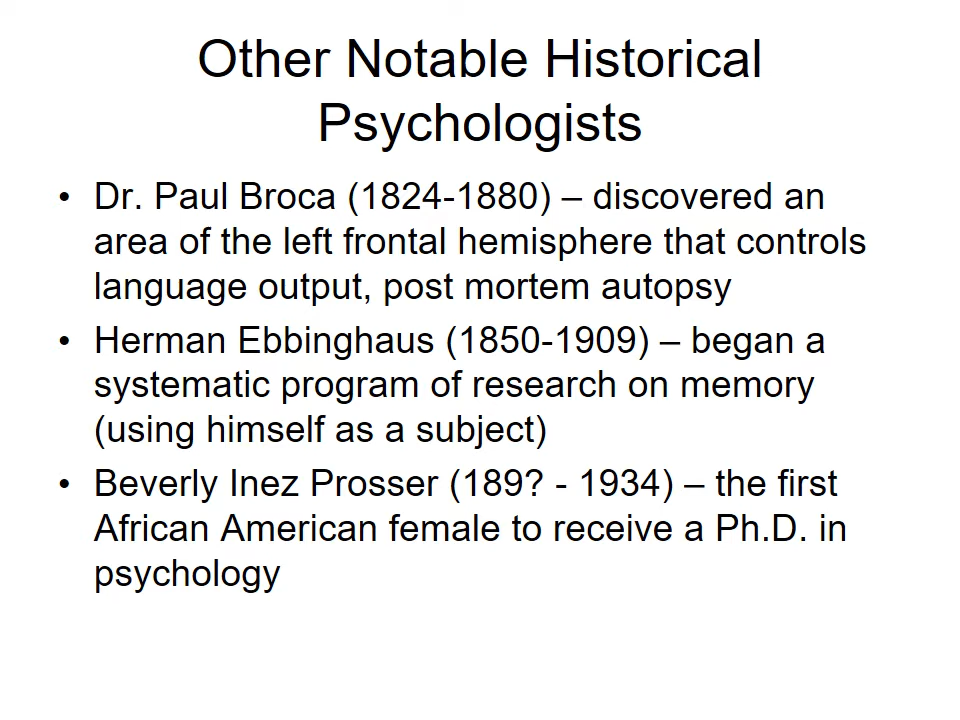 Other Notable Historical
Psychologists
• Dr. Paul Broca (1824-1880) – discovered an
area of the left frontal hemisphere that controls
language output, post mortem autopsy
• Herman Ebbinghaus (1850-1909) – began a
systematic program of research on memory
(using himself as a subject)
• Beverly Inez Prosser (189? - 1934) – the first
African American female to receive a Ph.D. in
psychology